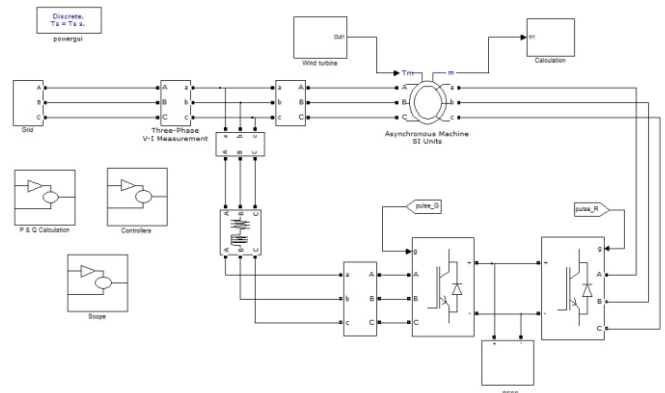 Discrete,
Ts = Ts s.
powergui
Out1
Wind turbine
In1
Calculation
Tm
m
A
B
C
Grid
A
B
C
a
b
c
Three-Phase
V-I Measurement
a
b
c
A
B
C
A
B
C
a
b
c
Asynchronous Machine
SI Units
a
b
c
A
B
C
P & Q Calculation
Controllers
Scope
A
B
C
A
B
C
a
b
c
A
B
C
pulse_G
g
A
B
C
+
-
pulse_R
g
+
-
A
B
C
+
-